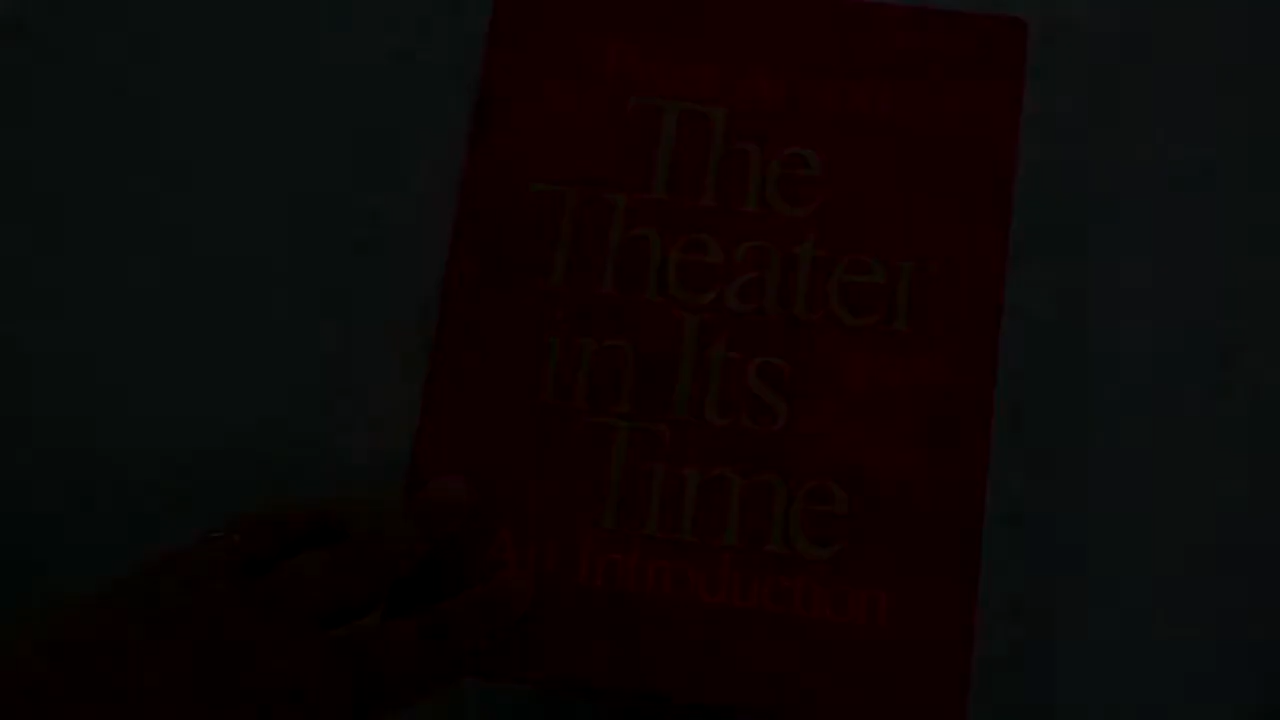 The
Theater
in Its
Time
An Introduction